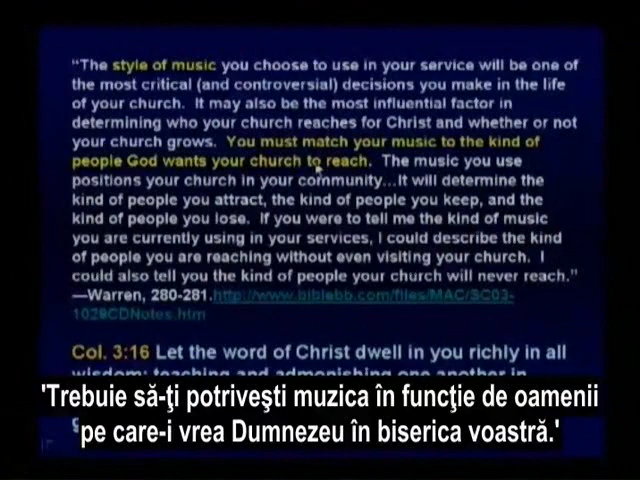 “The style of music you choose to use in your service will be one of
the most critical (and controversial) decisions you make in the life
of your church. It may also be the most influential factor in
determining who your church reaches for Christ and whether or not
your church grows. You must match your music to the kind of
people God wants your church to reach. The music you use
positions your church in your community...It will determine the
kind of people you attract, the kind of people you keep, and the
kind of people you lose. If you were to tell me the kind of music
you are currently using in your services, I could describe the kind
of people you are reaching without even visiting your church. I
could also tell you the kind of people your church will never reach.”
—Warren, 280-281.http://www.biblebb.com/files/MAC/SC03-
1028CDNotes.htm
Col. 3:16 Let the word of Christ dwell in you richly in all
wisdom; teaching and admonishing one another in
'Trebuie să-ţi potriveşti muzica în funcţie de oamenii
pe care-i vrea Dumnezeu în biserica voastră.'